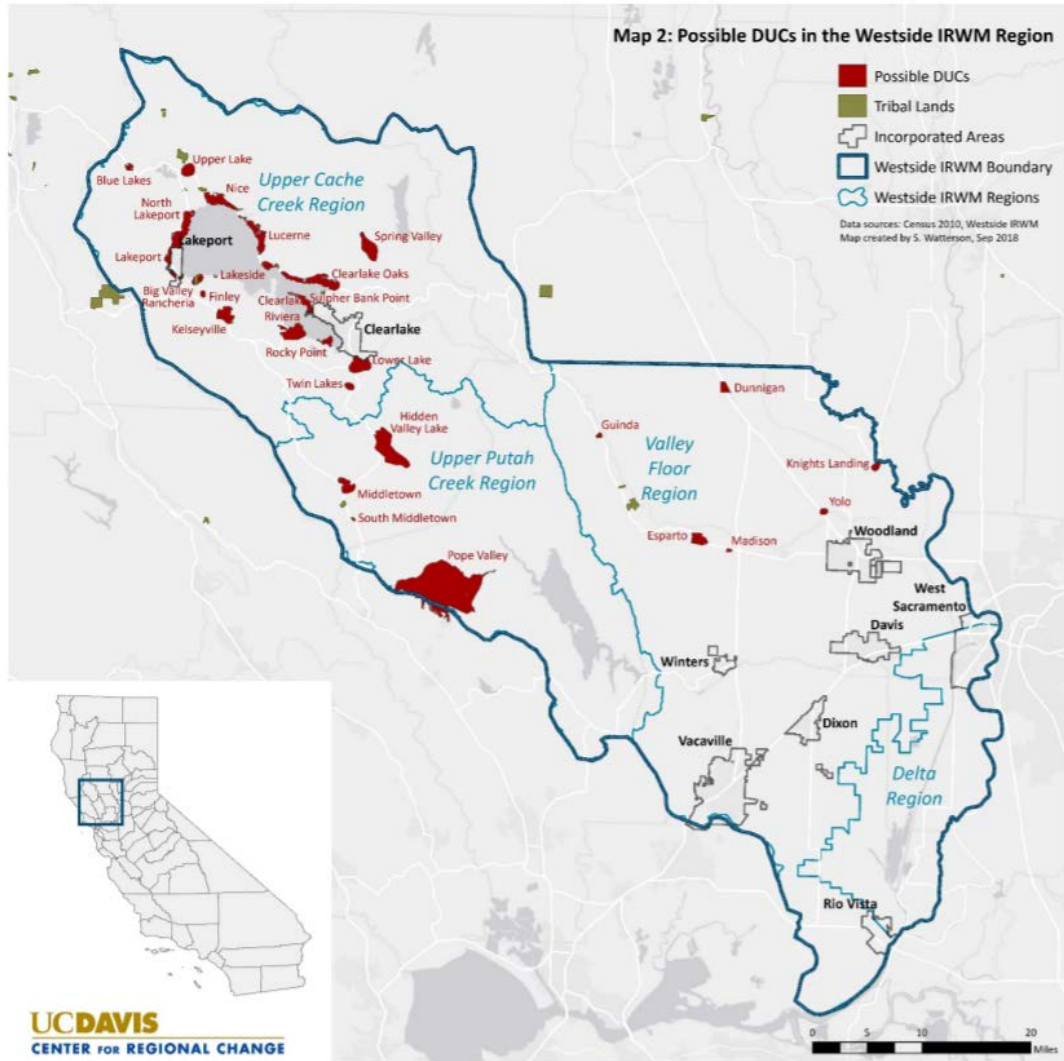 Map 2: Possible DUCs in the Westside IRWM Region
Possible DUCs
Tribal Lands
Incorporated Areas
Westside IRWM Boundary
Westside IRWM Regions
Data sources: Census 2010, Westside IRWM
Map created by S. Watterson, Sep 2018
Upper Lake
Blue Lakes
Nice
Upper Cache
Creek Region
North
Lakeport
Lakeport
Lucerne
Spring Valley
Lakeport
Lakeside
Clearlake Oaks
Big Valley
Rancheria
Finley
Clearlake
Riviera
Sulpher Bank Point
Kelseyville
Clearlake
Rocky Point
Lower Lake
Twin Lakes
Dunnigan
Hidden
Valley Lake
Guinda
Valley
Floor
Region
Upper Putah
Creek Region
Knights Landing
Middletown
South Middletown
Yolo
Woodland
Esparto
Madison
Pope Valley
West
Sacramento
Davis
Winters
Dixon
Vacaville
Delta
Region
Rio Vista
UCDAVIS
CENTER FOR REGIONAL CHANGE
0 5 10 20
Miles